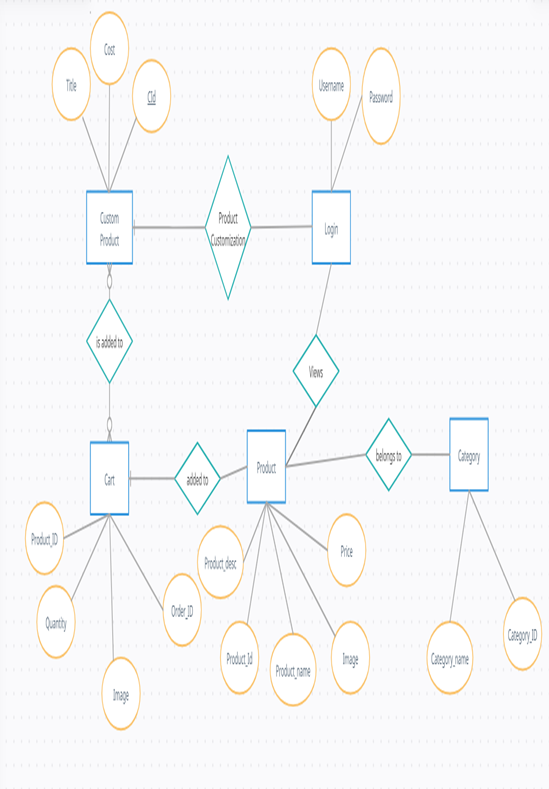 Cost
Title
Cid
Username
Password
Custom
Product
Product
Customization
Login
is added to
Views
Cart
added to
Product
belongs to
Category
Product_ID
Quantity
Image
Order_ID
Product_desc
Product_Id
Product_name
Image
Price
Category_name
Category_ID